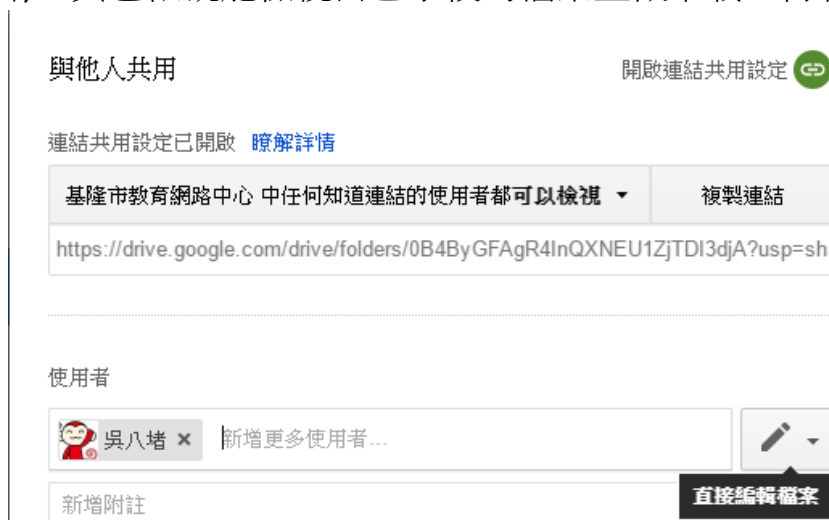 與他人共用
開啟連結共用設定
連結共用設定已開啟 瞭解詳情
基隆市教育網路中心 中任何知道連結的使用者都可以檢視
複製連結
https://drive.google.com/drive/folders/0B4ByGFAgR4InQXNEU1ZjTDI3djA?usp=sh
使用者
吳八堵 × 新增更多使用者...
直接編輯檔案
新增附註